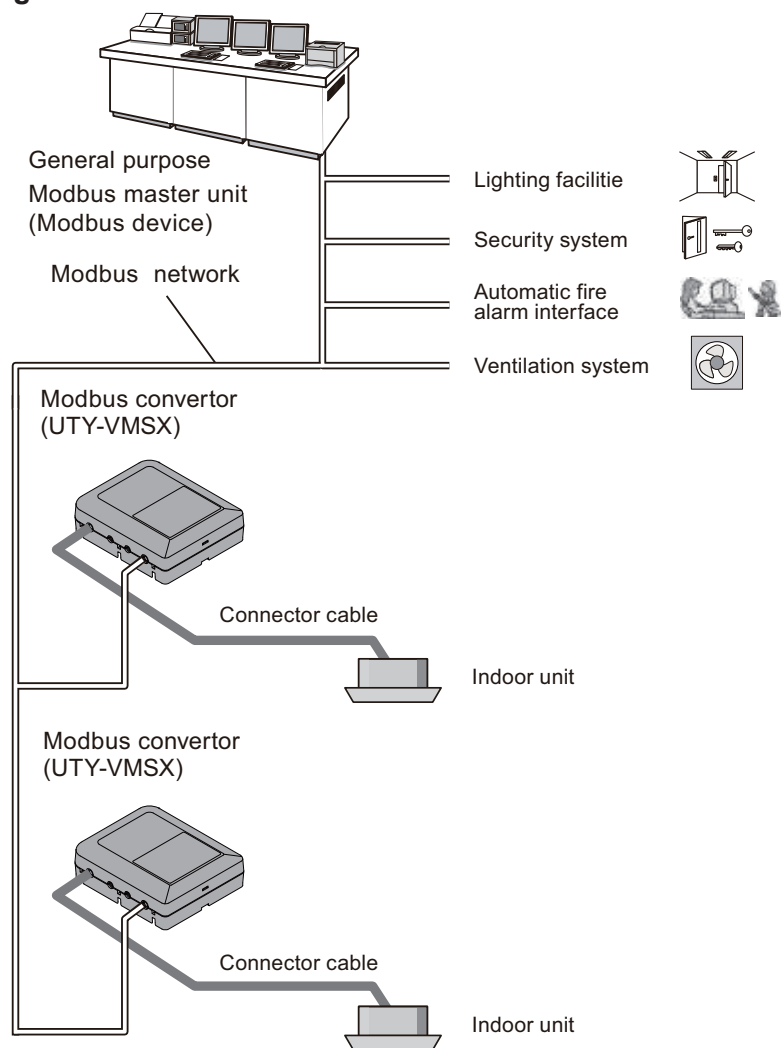 g
General purpose
Modbus master unit
(Modbus device)
Modbus network
Lighting facilitie
Security system
Automatic fire
alarm interface
Ventilation system
Modbus convertor
(UTY-VMSX)
Connector cable
Indoor unit
Modbus convertor
(UTY-VMSX)
Connector cable
Indoor unit